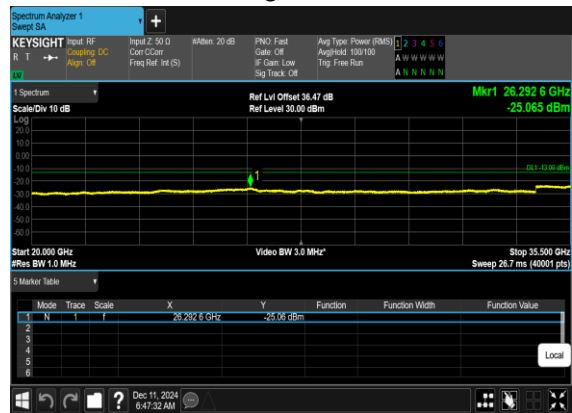 Spectrum Analyzer 1
Swept SA
+
KEYSIGHT
R T
LW
Input: RF
Coupling: DC
Align: Off
Input Z: 50 Ω
Corr CCorr
Freq Ref: Int (S)
#Atten: 20 dB
PNO: Fast
Gate: Off
IF Gain: Low
Sig Track: Off
Avg Type: Power (RMS)
Avg|Hold: 100/100
Trig: Free Run
1 2 3 4 5 6
A W W W W W
A N N N N N
1 Spectrum
Scale/Div 10 dB
Ref Lvl Offset 36.47 dB
Ref Level 30.00 dBm
Mkr1 26.292 6 GHz
-25.065 dBm
Log
20.0
10.0
0.00
-10.0
-20.0
-30.0
-40.0
-50.0
-60.0
DL1 -13.00 dBm
1
Start 20.000 GHz
#Res BW 1.0 MHz
Video BW 3.0 MHz*
Stop 35.500 GHz
Sweep 26.7 ms (40001 pts)
5 Marker Table
Mode Trace Scale X Y Function Function Width Function Value
1 N 1 f 26.292 6 GHz -25.06 dBm
2
3
4
5
6
Local
?
Dec 11, 2024
6:47:32 AM